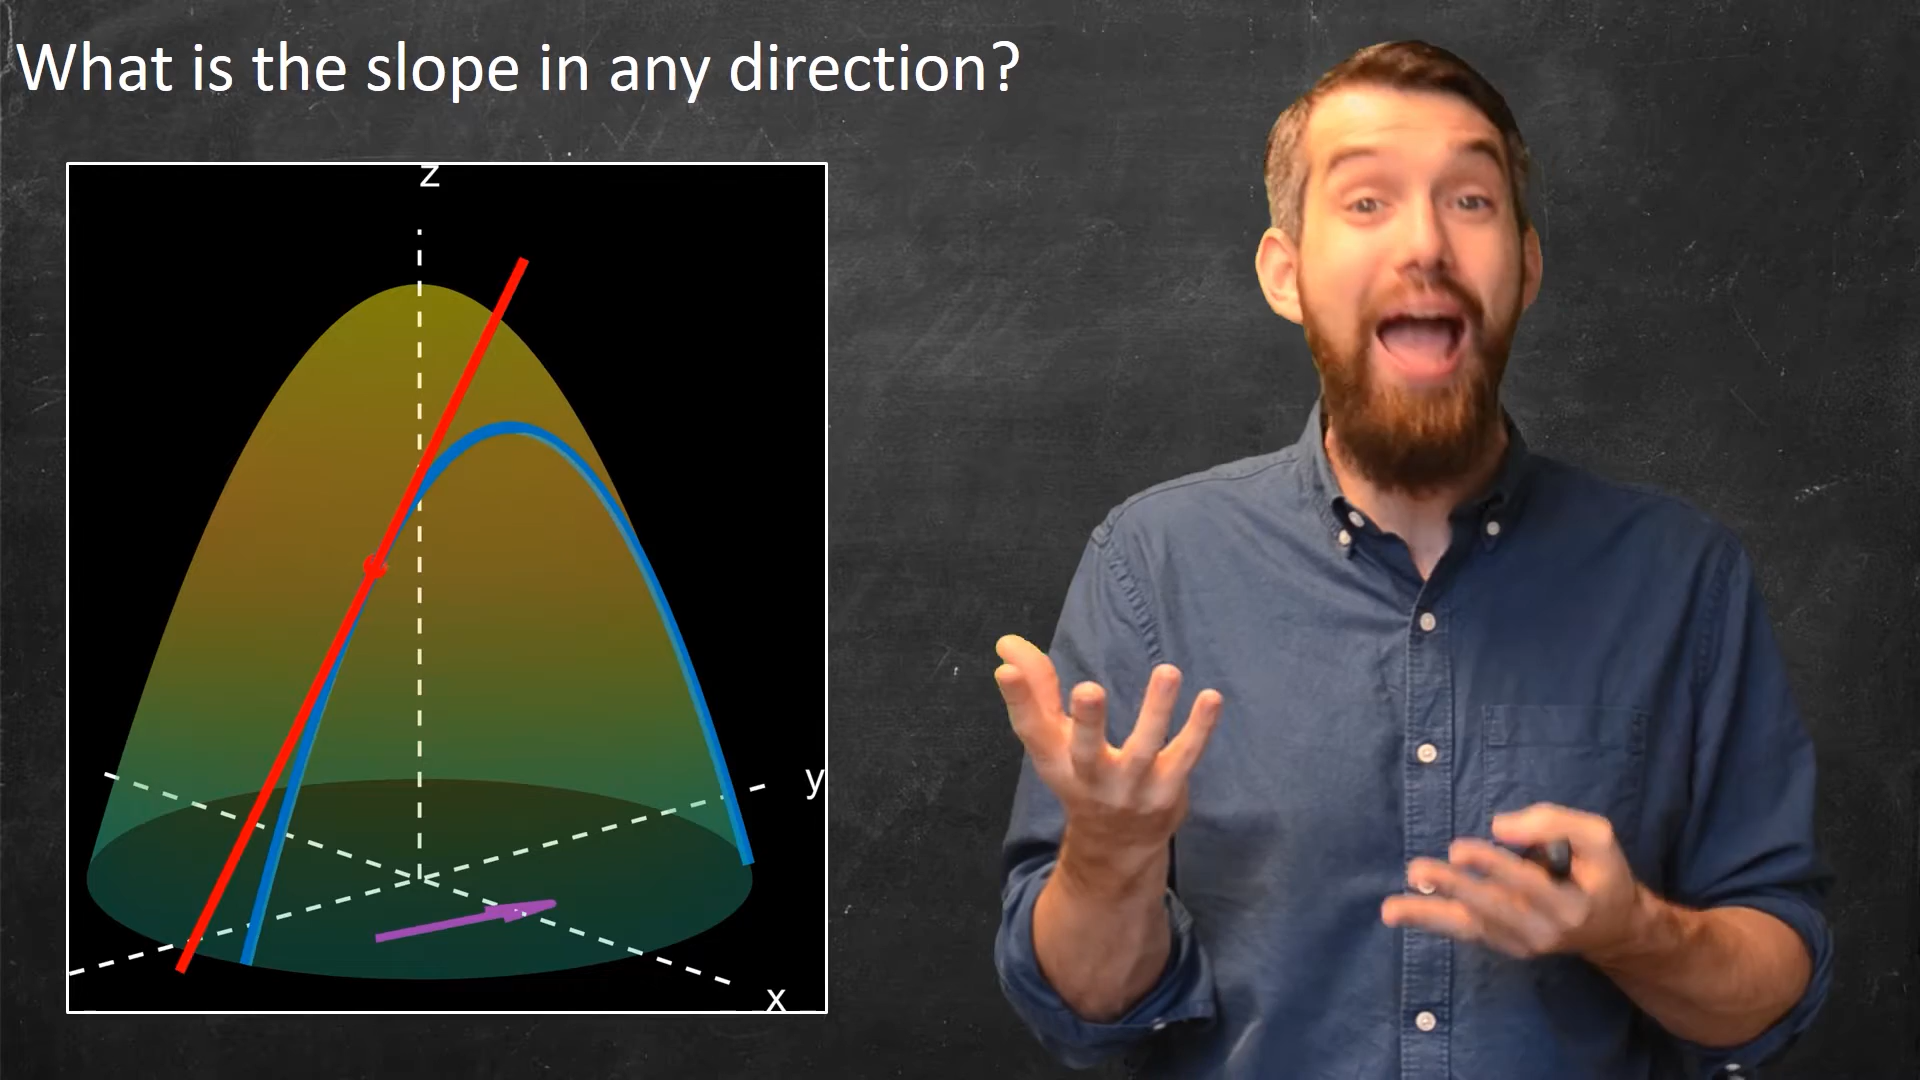 What is the slope in any direction?
z
y
x